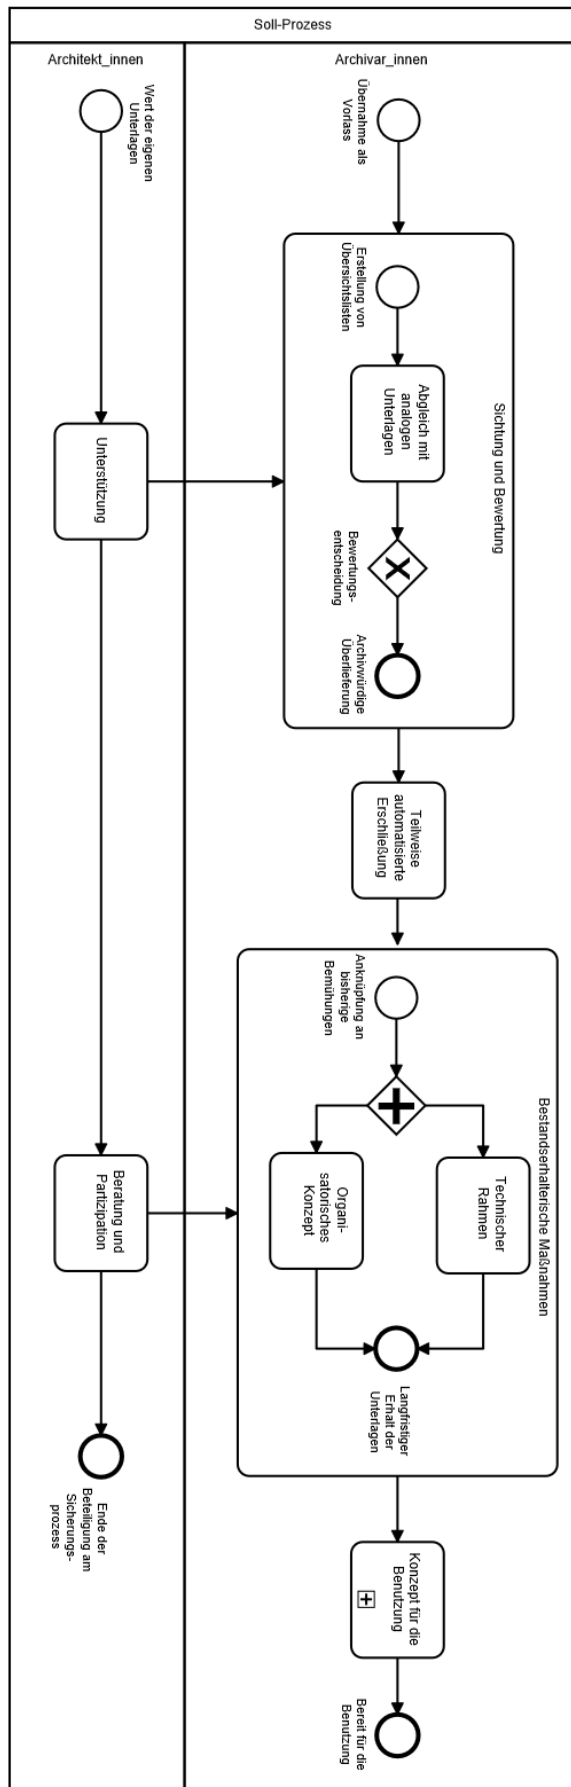 Soll-Prozess
Architekt_innen
Archivar_innen
Wert der eigenen
Unterlagen
Übernahme als
Vorlass
Sichtung und Bewertung
Erstellung von
Übersichtslisten
Abgleich mit
analogen
Unterlagen
Unterstützung
Bewertungs-
entscheidung
Archivwürdige
Überlieferung
Teilweise
automatisierte
Erschließung
Bestandserhalterische Maßnahmen
Anknüpfung an
bisherige
Bemühungen
Technischer
Rahmen
Organi-
satorisches
Konzept
Beratung und
Partizipation
Langfristiger
Erhalt der
Unterlagen
Ende der
Beteiligung am
Sicherungs-
prozess
Konzept für die
Benutzung
Bereit für die
Benutzung